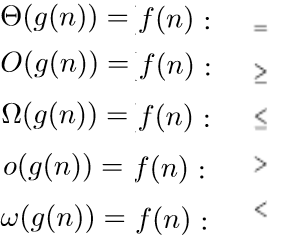 Θ(g(n)) = f(n) : =
O(g(n)) = f(n) : ≥
Ω(g(n)) = f(n) : ≤
o(g(n)) = f(n) : >
ω(g(n)) = f(n) : <